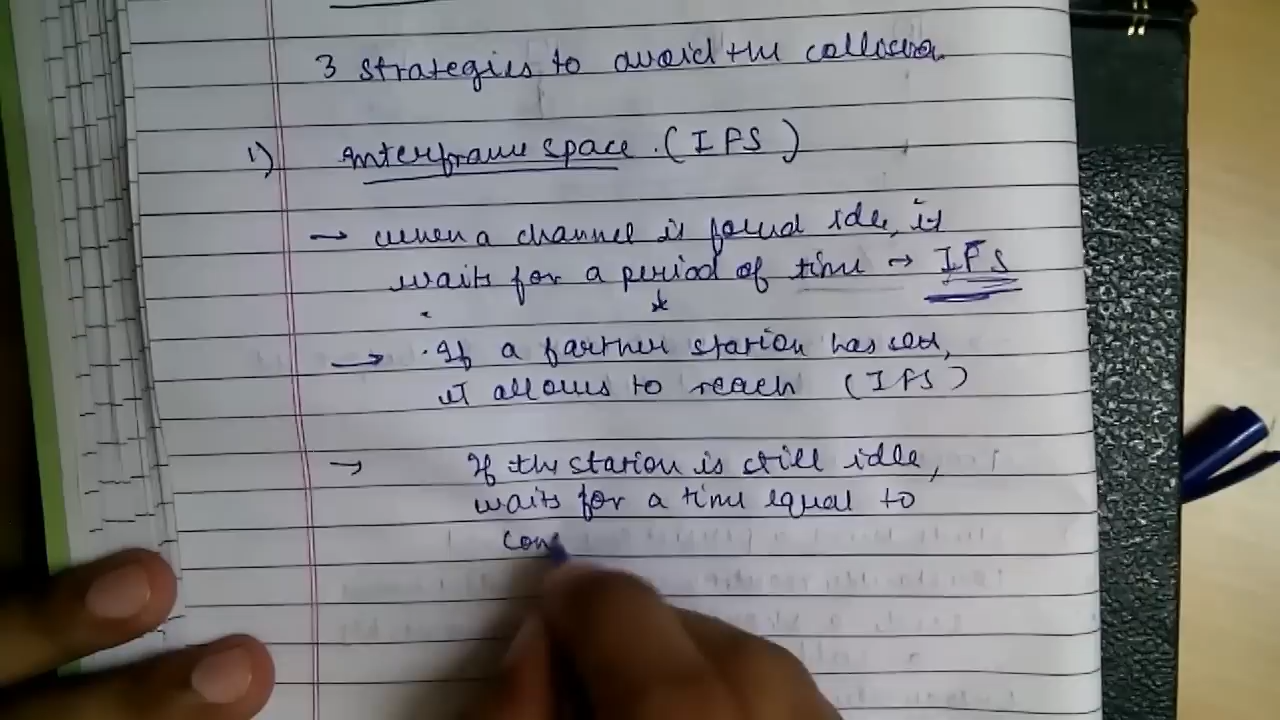 3 strategies to avoid the collision
1) Interframe space . (IFS)
→ when a channel is found idle, it
waits for a period of time → IFS
→ . If a farther station has sent,
it allows to reach (IFS)
→ If the station is still idle,
waits for a time equal to
con